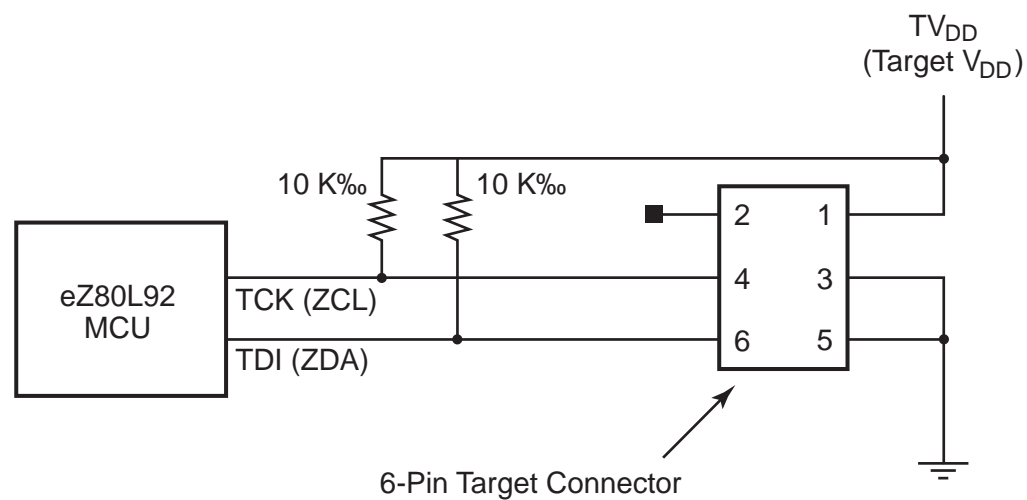 TVDD
(Target VDD)
10 K‰
10 K‰
2
1
eZ80L92
MCU
TCK (ZCL)
4
3
TDI (ZDA)
6
5
6-Pin Target Connector